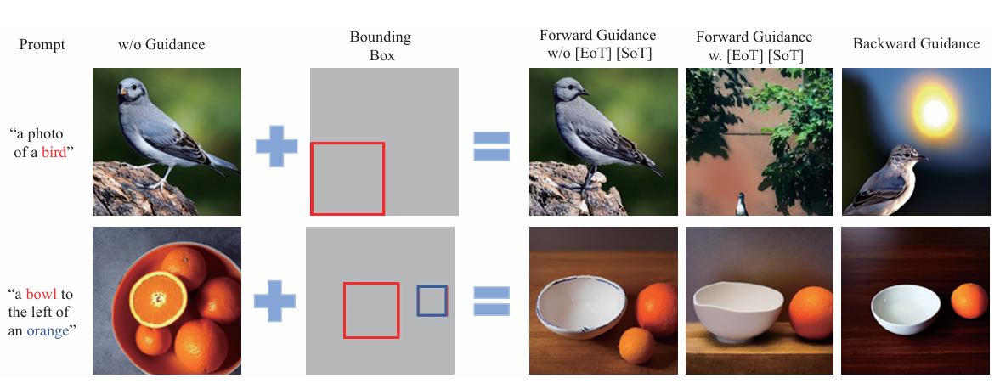 Prompt
w/o Guidance
Bounding
Box
Forward Guidance
w/o [EoT] [SoT]
Forward Guidance
w. [EoT] [SoT]
Backward Guidance
“a photo
of a bird”
“a bowl to
the left of
an orange”